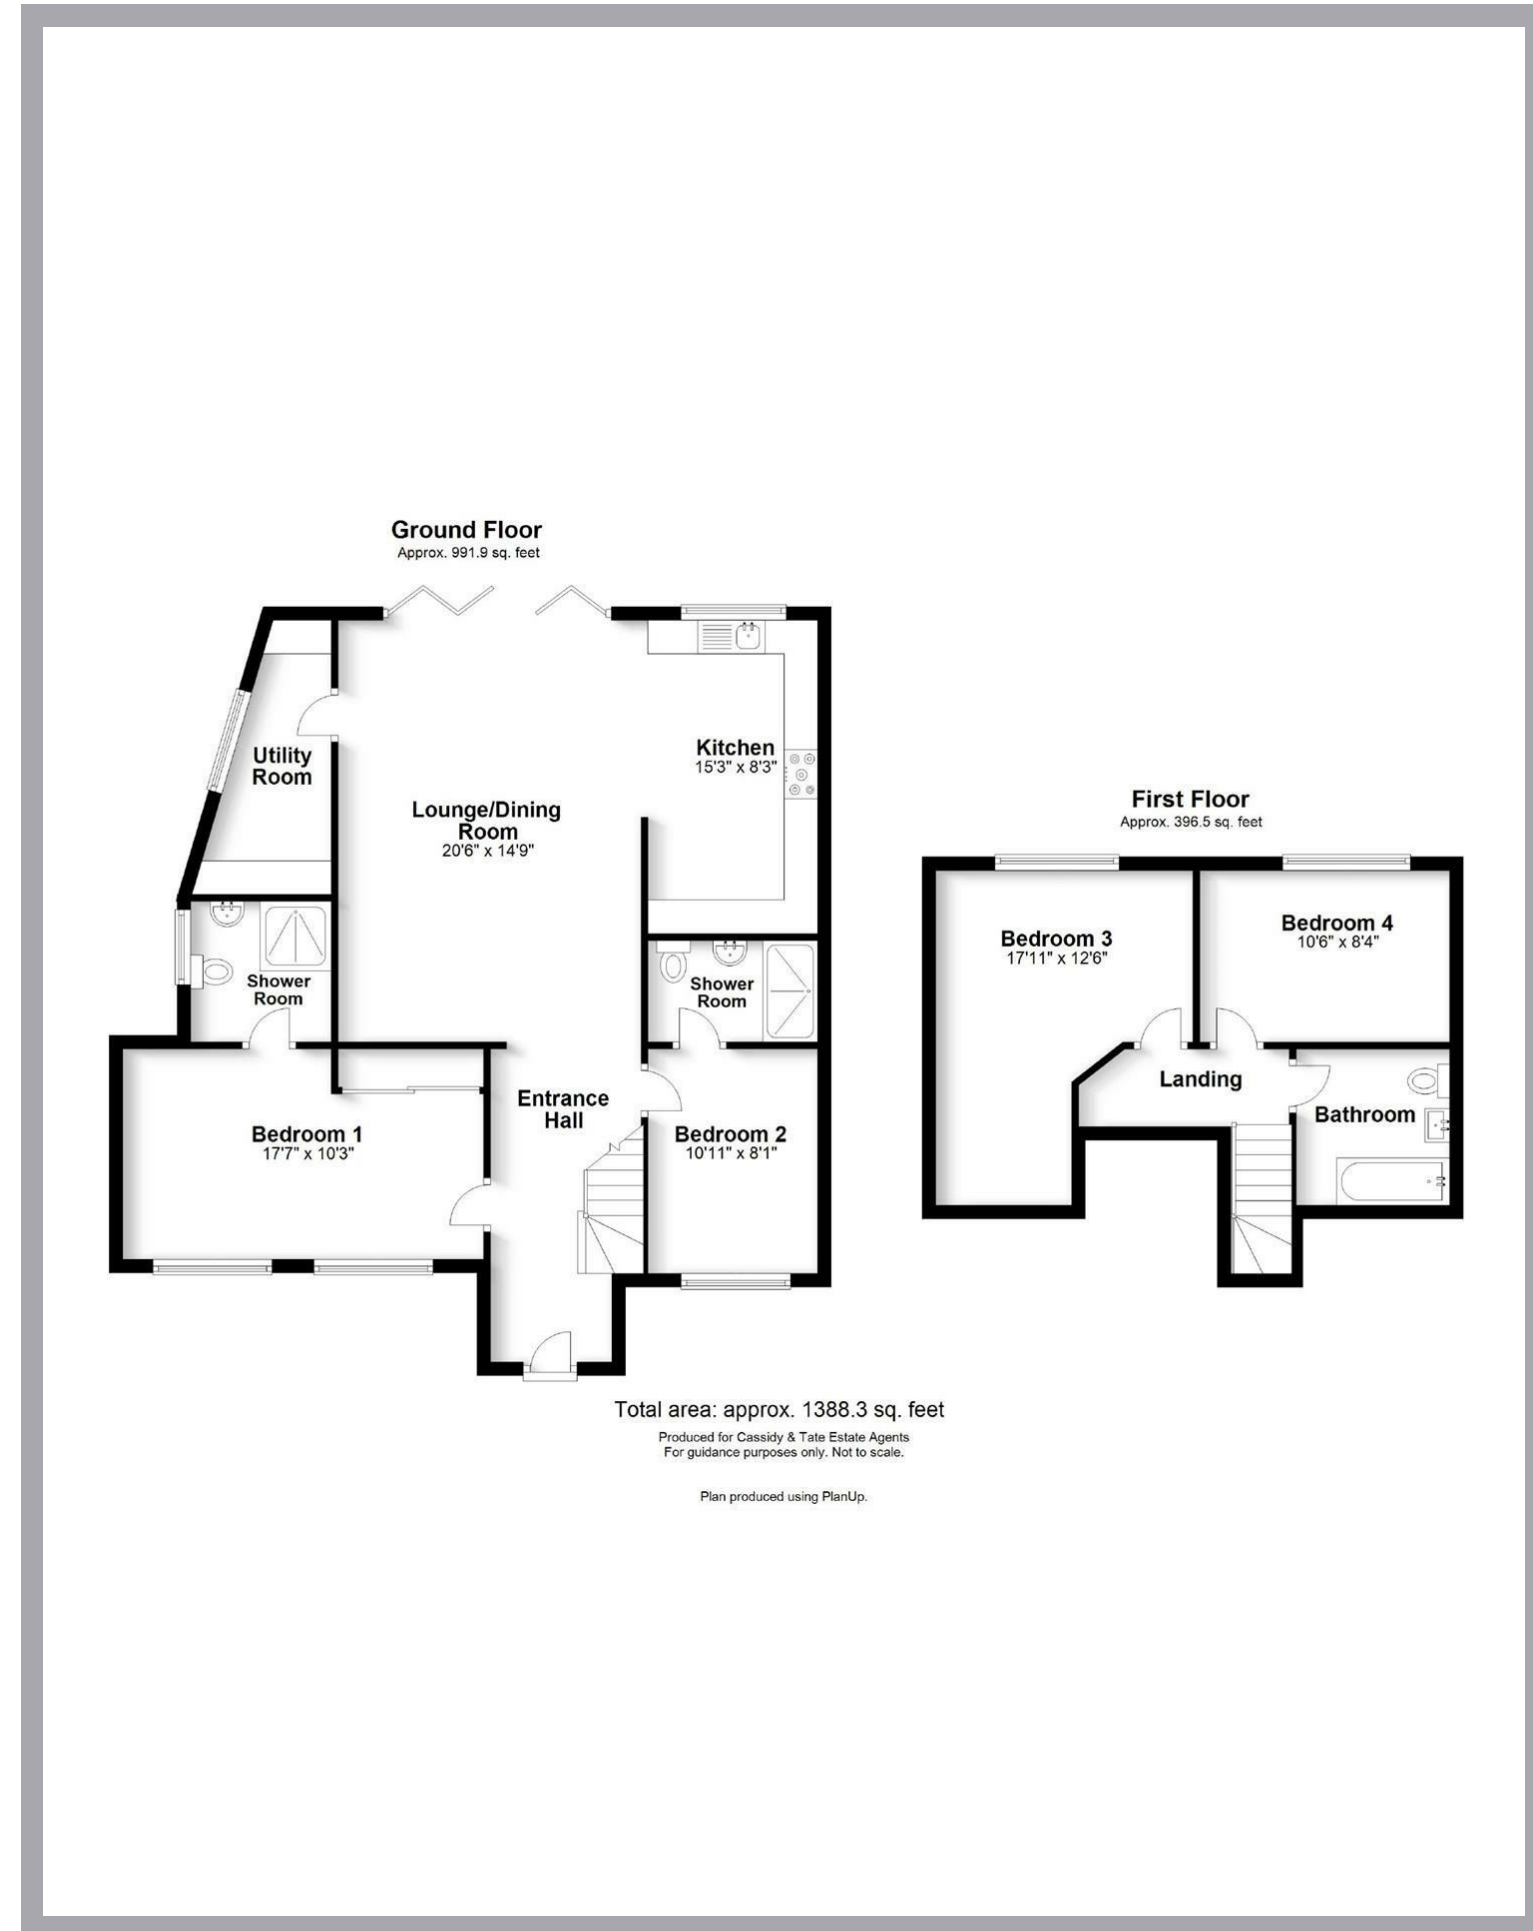 Ground Floor
Approx. 991.9 sq. feet
Utility
Room
Kitchen
15'3" x 8'3"
Lounge/Dining
Room
20'6" x 14'9"
Shower
Room
Shower
Room
Entrance
Hall
Bedroom 1
17'7" x 10'3"
Bedroom 2
10'11" x 8'1"
First Floor
Approx. 396.5 sq. feet
Bedroom 3
17'11" x 12'6"
Bedroom 4
10'6" x 8'4"
Landing
Bathroom
Total area: approx. 1388.3 sq. feet
Produced for Cassidy & Tate Estate Agents
For guidance purposes only. Not to scale.
Plan produced using PlanUp.